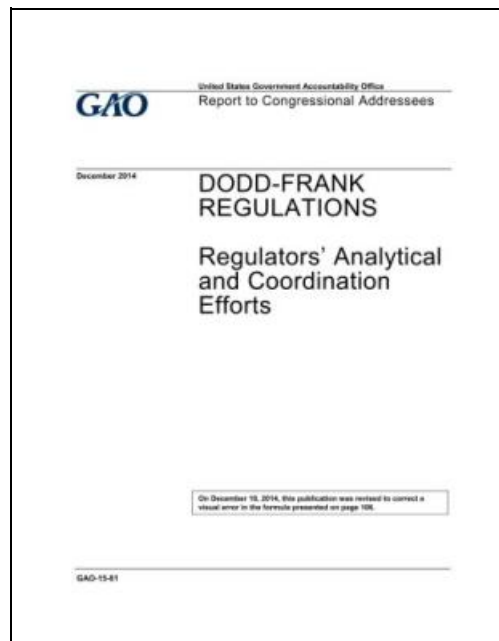 United States Government Accountability Office
GAO
Report to Congressional Addressees
December 2014
DODD-FRANK
REGULATIONS
Regulators' Analytical
and Coordination
Efforts
On December 18, 2014, this publication was revised to correct a
visual error in the formula presented on page 108.
GAO-15-81